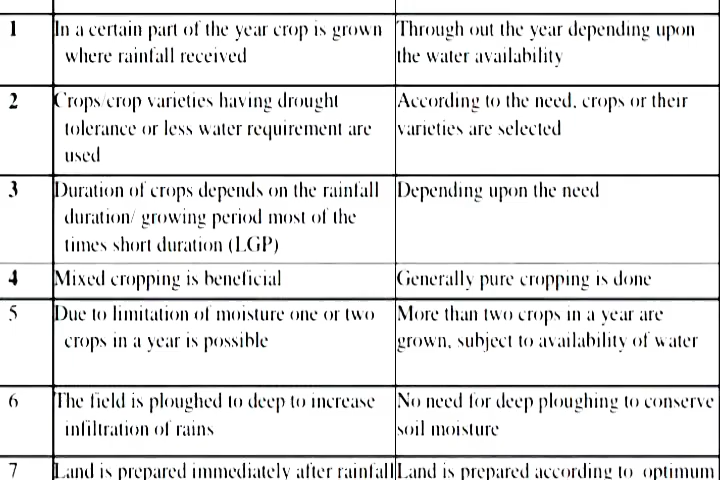 1 In a certain part of the year crop is grown
where rainfall received
Through out the year depending upon
the water availability
2 Crops/crop varieties having drought
tolerance or less water requirement are
used
According to the need, crops or their
varieties are selected
3 Duration of crops depends on the rainfall
duration/ growing period most of the
times short duration (LGP)
Depending upon the need
4 Mixed cropping is beneficial
Generally pure cropping is done
5 Due to limitation of moisture one or two
crops in a year is possible
More than two crops in a year are
grown, subject to availability of water
6 The field is ploughed to deep to increase
infiltration of rains
No need for deep ploughing to conserve
soil moisture
7 Land is prepared immediately after rainfall
Land is prepared according to optimum